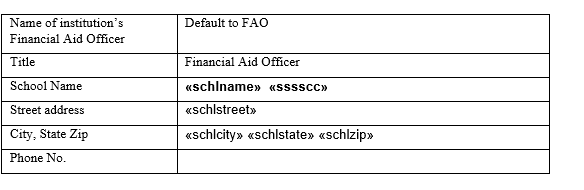 Name of institution's Default to FAO
Financial Aid Officer
Title Financial Aid Officer
School Name «schlname» «sssscc»
Street address «schlstreet»
City, State Zip «schlcity» «schlstate» «schlzip»
Phone No.